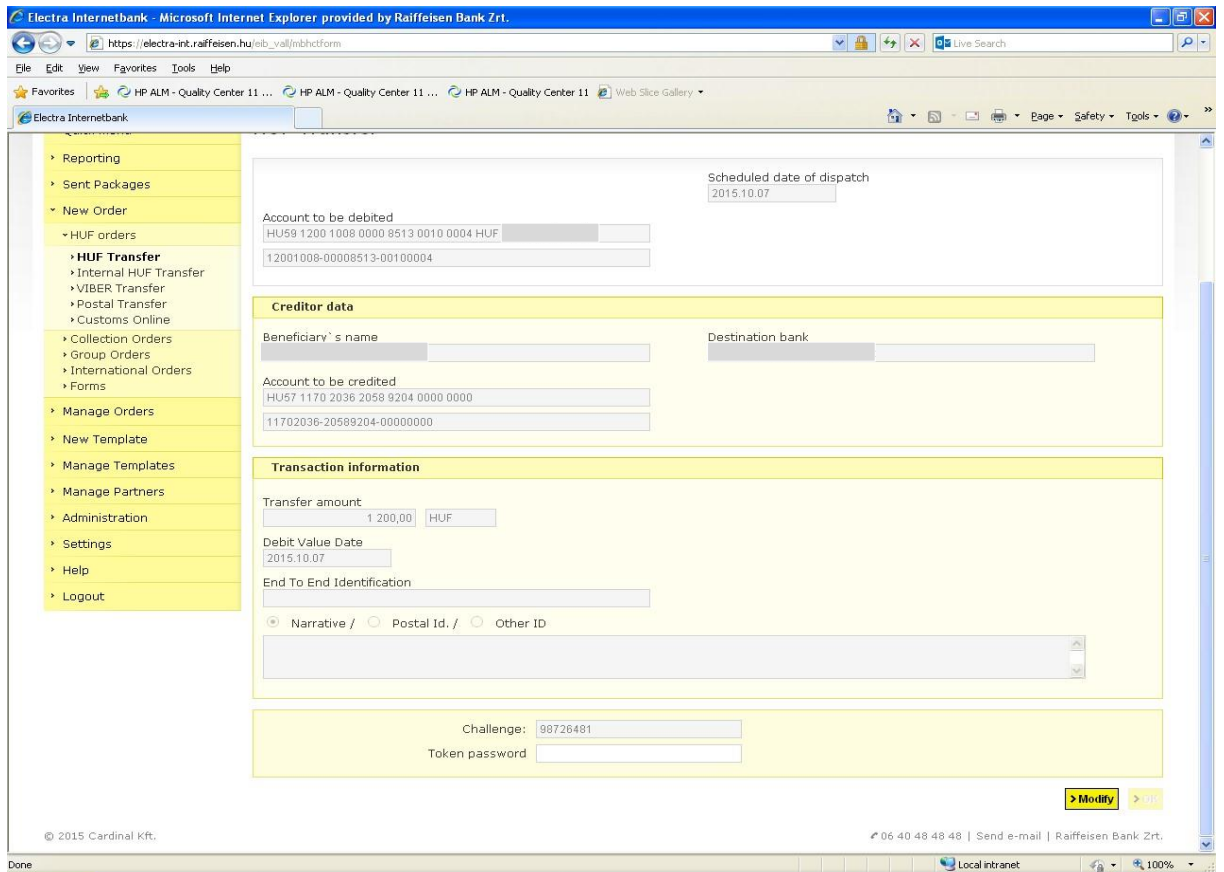 Electra Internetbank - Microsoft Internet Explorer provided by Raiffeisen Bank Zrt.
https://electra-int.raiffeisen.hu/eib_vall/mbhctform
Live Search
File Edit View Favorites Tools Help
Favorites HP ALM - Quality Center 11 ... HP ALM - Quality Center 11 ... HP ALM - Quality Center 11 Web Slice Gallery
Electra Internetbank
Page Safety Tools
Reporting
Sent Packages
New Order
HUF orders
HUF Transfer
Internal HUF Transfer
VIBER Transfer
Postal Transfer
Customs Online
Collection Orders
Group Orders
International Orders
Forms
Manage Orders
New Template
Manage Templates
Manage Partners
Administration
Settings
Help
Logout
Scheduled date of dispatch
2015.10.07
Account to be debited
HU59 1200 1008 0000 8513 0010 0004 HUF
12001008-00008513-00100004
Creditor data
Beneficiary`s name
Destination bank
Account to be credited
HU57 1170 2036 2058 9204 0000 0000
11702036-20589204-00000000
Transaction information
Transfer amount
1 200,00 HUF
Debit Value Date
2015.10.07
End To End Identification
Narrative / Postal Id. / Other ID
Challenge: 98726481
Token password
Modify OK
© 2015 Cardinal Kft.
06 40 48 48 48 | Send e-mail | Raiffeisen Bank Zrt.
Done
Local intranet
100%